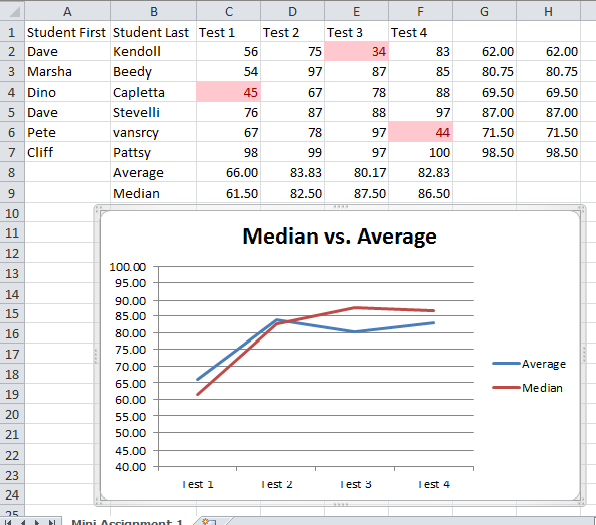 A B C D E F G H
1 Student First Student Last Test 1 Test 2 Test 3 Test 4
2 Dave Kendoll 56 75 34 83 62.00 62.00
3 Marsha Beedy 54 97 87 85 80.75 80.75
4 Dino Capletta 45 67 78 88 69.50 69.50
5 Dave Stevelli 76 87 88 97 87.00 87.00
6 Pete vansrcy 67 78 97 44 71.50 71.50
7 Cliff Pattsy 98 99 97 100 98.50 98.50
8 Average 66.00 83.83 80.17 82.83
9 Median 61.50 82.50 87.50 86.50
10
11 Median vs. Average
12
13 100.00
14 95.00
90.00
15 85.00
16 80.00
17 75.00
18 70.00 Average
65.00
19 Median
20 60.00
55.00
21 50.00
22 45.00
23 40.00
24 Test 1 Test 2 Test 3 Test 4
25
Mini Assignment 1